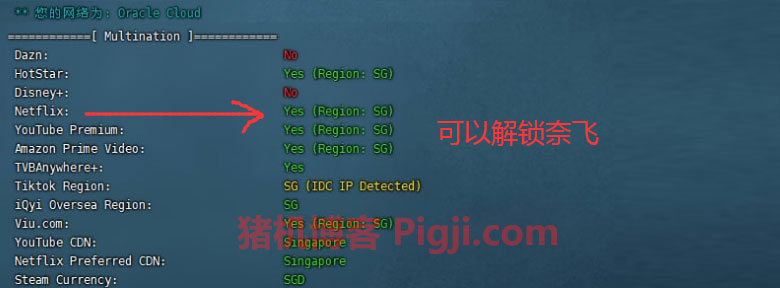 ** 您的网络为: Oracle Cloud
============[ Multination ]============
Dazn: No
HotStar: Yes (Region: SG)
Disney+: No
Netflix: Yes (Region: SG)
YouTube Premium: Yes (Region: SG)
Amazon Prime Video: Yes (Region: SG)
可以解锁奈飞
TVBAnywhere+: Yes
Tiktok Region: SG (IDC IP Detected)
iQyi Oversea Region: SG
Viu.com: Yes (Region: SG)
猪机博客 Pigji.com
YouTube CDN: Singapore
Netflix Preferred CDN: Singapore
Steam Currency: SGD